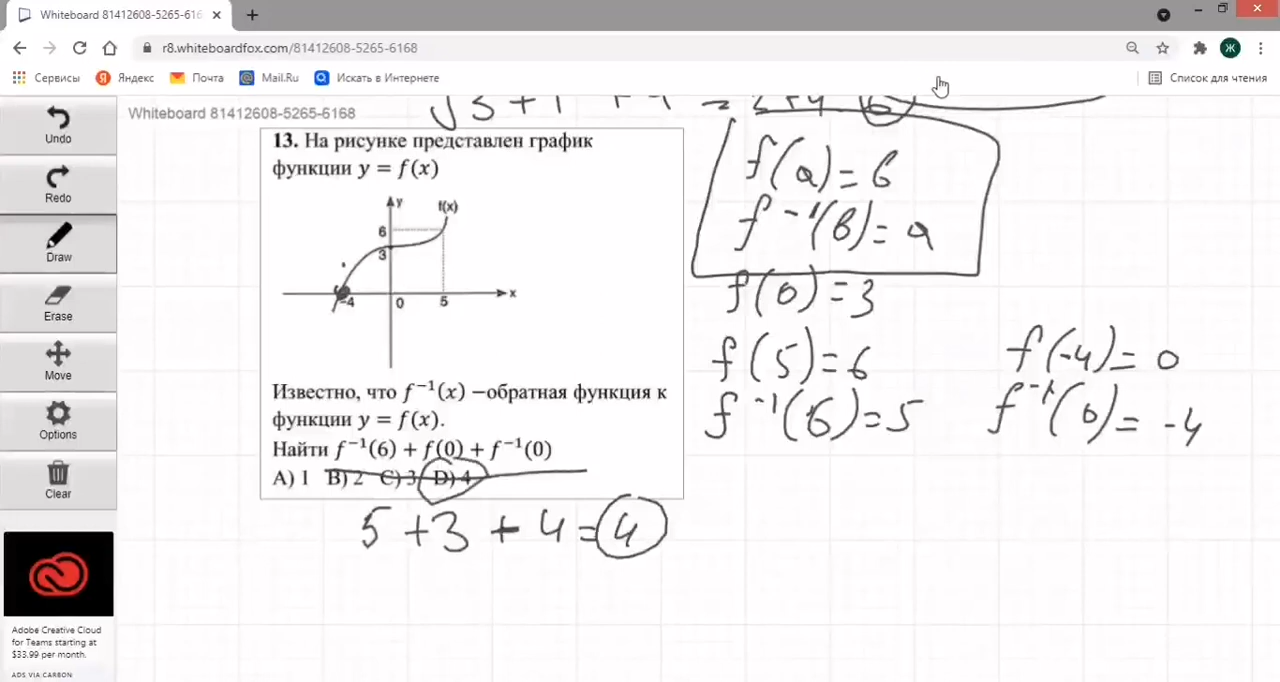 Whiteboard 81412608-5265-616
r8.whiteboardfox.com/81412608-5265-6168
Ж
Сервисы Яндекс Почта Mail.Ru Искать в Интернете Список для чтения
Undo
Redo
Draw
Erase
Move
Options
Clear
Adobe Creative Cloud
for Teams starting at
$33.99 per month.
ADS VIA CARBON
Whiteboard 81412608-5265-6168
13. На рисунке представлен график
функции y = f(x)
y
f(x)
6
3
-4 0 5 x
Известно, что f⁻¹(x) –обратная функция к
функции y = f(x).
Найти f⁻¹(6) + f(0) + f⁻¹(0)
A) 1 B) 2 C) 3 D) 4
5 + 3 + 4 = 4
f(a) = b
f⁻¹(b) = a
f(0) = 3
f(5) = 6
f⁻¹(6) = 5
f(-4) = 0
f⁻¹(0) = -4